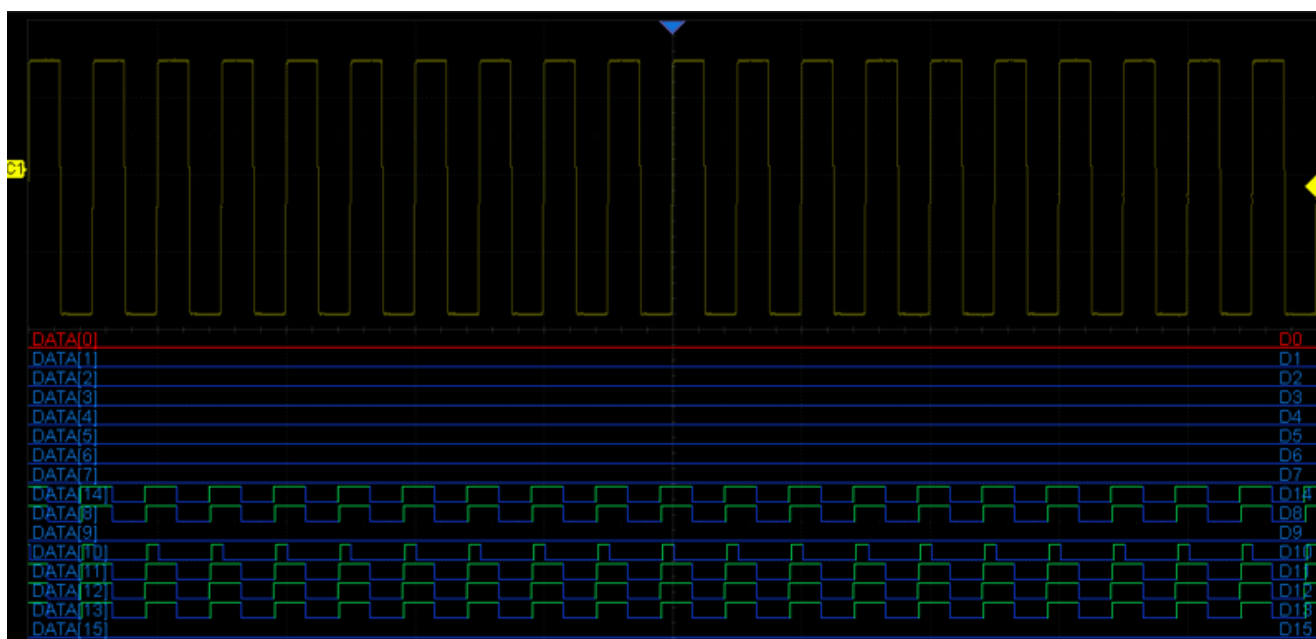 C1
DATA[0] D0
DATA[1] D1
DATA[2] D2
DATA[3] D3
DATA[4] D4
DATA[5] D5
DATA[6] D6
DATA[7] D7
DATA[14] D14
DATA[8] D8
DATA[9] D9
DATA[10] D10
DATA[11] D11
DATA[12] D12
DATA[13] D13
DATA[15] D15